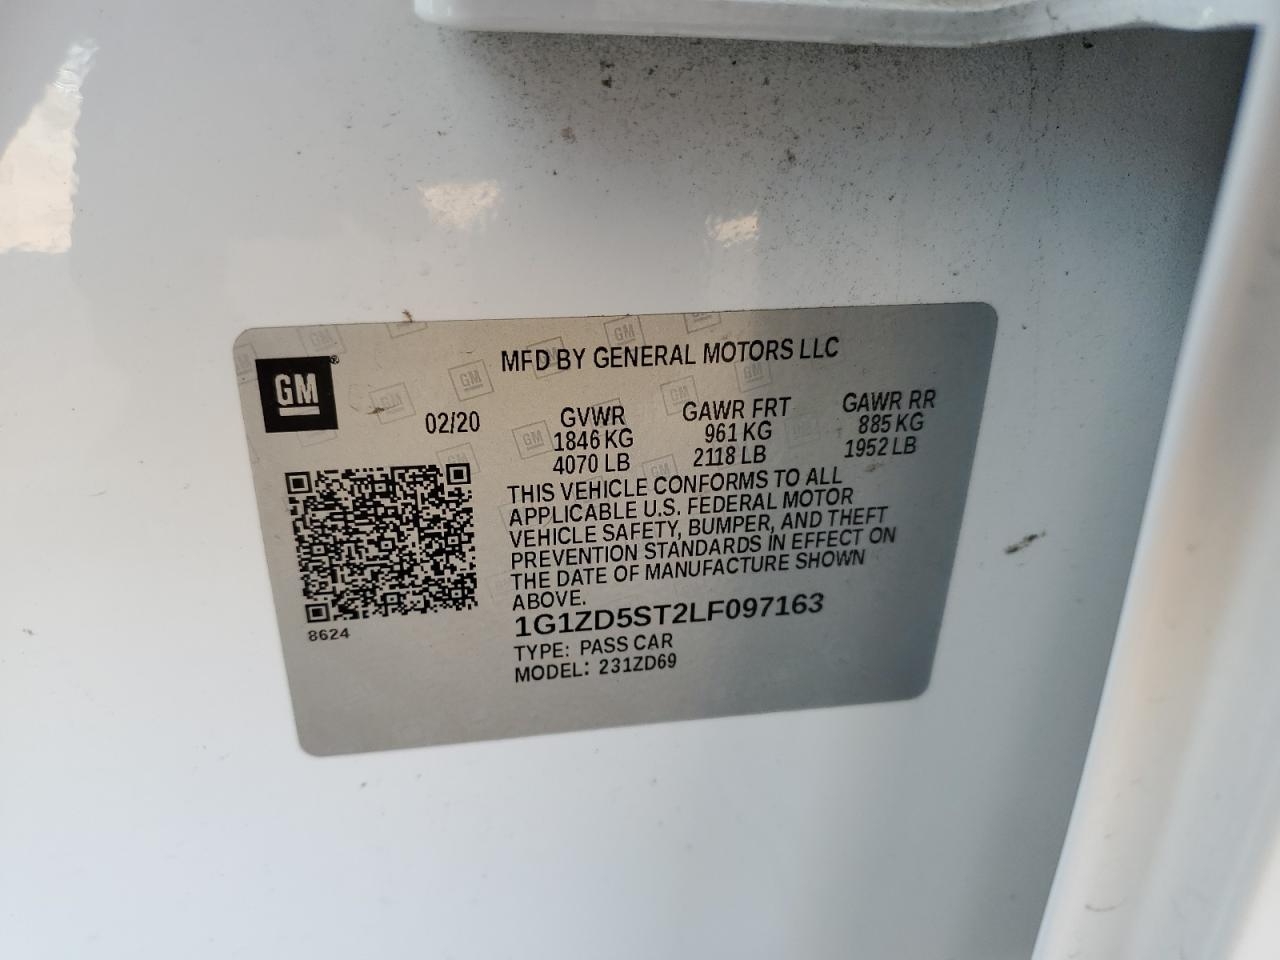 MFD BY GENERAL MOTORS LLC
GM
02/20
GVWR
1846 KG
4070 LB
GAWR FRT
961 KG
2118 LB
GAWR RR
885 KG
1952 LB
THIS VEHICLE CONFORMS TO ALL
APPLICABLE U.S. FEDERAL MOTOR
VEHICLE SAFETY, BUMPER, AND THEFT
PREVENTION STANDARDS IN EFFECT ON
THE DATE OF MANUFACTURE SHOWN
ABOVE.
8624
1G1ZD5ST2LF097163
TYPE: PASS CAR
MODEL: 231ZD69